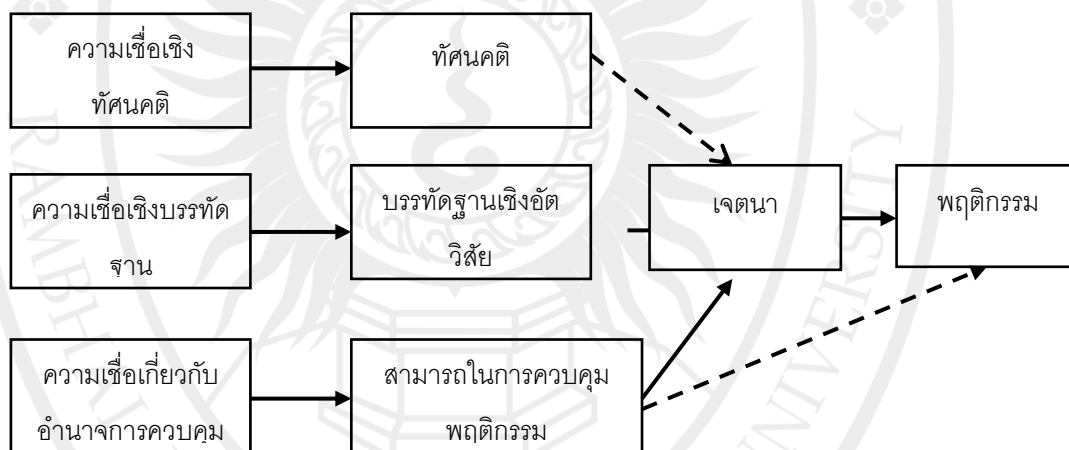 ความเชื่อเชิง
ทัศนคติ
ทัศนคติ
ความเชื่อเชิงบรรทัด
ฐาน
บรรทัดฐานเชิงอัต
วิสัย
เจตนา
พฤติกรรม
ความเชื่อเกี่ยวกับ
อำนาจการควบคุม
สามารถในการควบคุม
พฤติกรรม